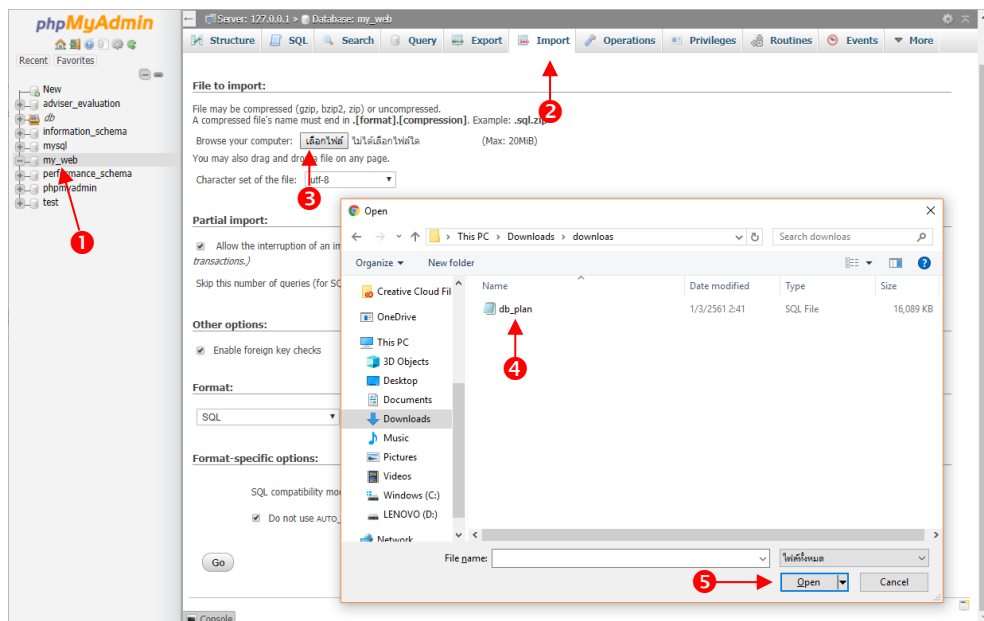 phpMyAdmin
Recent Favorites
New
adviser_evaluation
db
information_schema
mysql
my_web
performance_schema
phpmyadmin
test
1
Server: 127.0.0.1 » Database: my_web
Structure SQL Search Query Export Import Operations Privileges Routines Events More
2
File to import:
File may be compressed (gzip, bzip2, zip) or uncompressed.
A compressed file's name must end in .[format].[compression]. Example: .sql.zip
Browse your computer: เลือกไฟล์ ไม่ได้เลือกไฟล์ใด (Max: 20MiB)
You may also drag and drop a file on any page.
Character set of the file: utf-8
3
Partial import:
Allow the interruption of an im
transactions.)
Skip this number of queries (for SQ
Other options:
Enable foreign key checks
Format:
SQL
Format-specific options:
SQL compatibility mo
Do not use AUTO_
Go
Console
Open
This PC > Downloads > downloas
Search downloas
Organize New folder
Name Date modified Type Size
db_plan 1/3/2561 2:41 SQL File 16,089 KB
4
Creative Cloud Fil
OneDrive
This PC
3D Objects
Desktop
Documents
Downloads
Music
Pictures
Videos
Windows (C:)
LENOVO (D:)
Network
File name: ไฟล์ทั้งหมด
5
Open Cancel